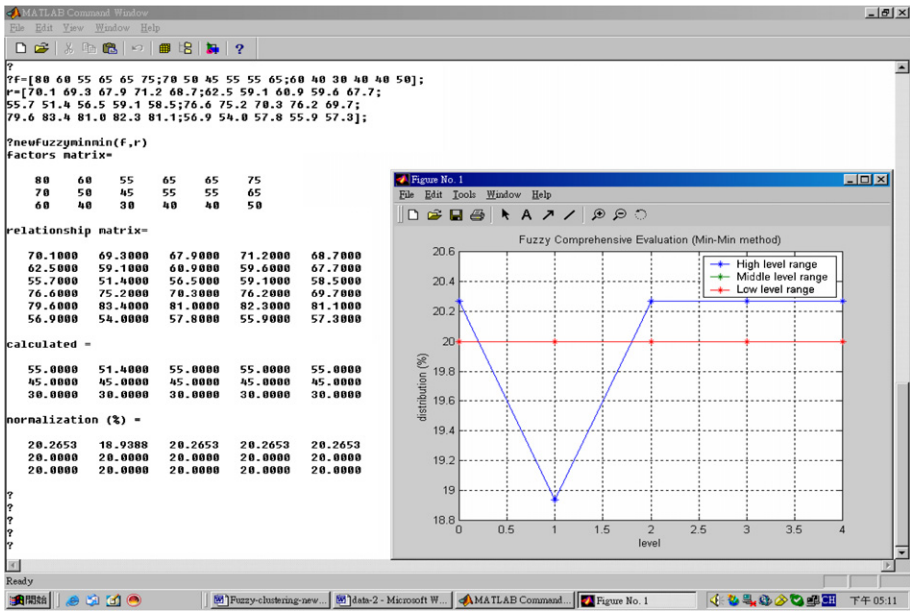 MATLAB Command Window
File Edit View Window Help
?
?f=[80 60 55 65 65 75;70 50 45 55 55 65;60 40 30 40 40 50];
r=[70.1 69.3 67.9 71.2 68.7;62.5 59.1 60.9 59.6 67.7;
55.7 51.4 56.5 59.1 58.5;76.6 75.2 70.3 76.2 69.7;
79.6 83.4 81.0 82.3 81.1;56.9 54.0 57.8 55.9 57.3];
?newfuzzyminmin(f,r)
factors matrix=
80 60 55 65 65 75
70 50 45 55 55 65
60 40 30 40 40 50
relationship matrix=
70.1000 69.3000 67.9000 71.2000 68.7000
62.5000 59.1000 60.9000 59.6000 67.7000
55.7000 51.4000 56.5000 59.1000 58.5000
76.6000 75.2000 70.3000 76.2000 69.7000
79.6000 83.4000 81.0000 82.3000 81.1000
56.9000 54.0000 57.8000 55.9000 57.3000
calculated =
55.0000 51.4000 55.0000 55.0000 55.0000
45.0000 45.0000 45.0000 45.0000 45.0000
30.0000 30.0000 30.0000 30.0000 30.0000
normalization (%) =
20.2653 18.9388 20.2653 20.2653 20.2653
20.0000 20.0000 20.0000 20.0000 20.0000
20.0000 20.0000 20.0000 20.0000 20.0000
?
?
?
?
?
Figure No. 1
File Edit Tools Window Help
Fuzzy Comprehensive Evaluation (Min-Min method)
High level range
Middle level range
Low level range
20.6
20.4
20.2
20
19.8
19.6
19.4
19.2
19
18.8
distribution (%)
0 0.5 1 1.5 2 2.5 3 3.5 4
level
Ready
開始
Fuzzy-clustering-new...
data-2 - Microsoft W...
MATLAB Command...
Figure No. 1
CH
下午 05:11